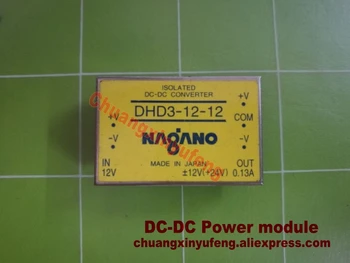 ISOLATED
DC-DC CONVERTER
DHD3-12-12
+V
+V
COM
-V
-V
NAGANO
MADE IN JAPAN
IN
12V
OUT
±12V(+24V) 0.13A
chuangxinyufeng
DC-DC Power module
chuangxinyufeng.aliexpress.com